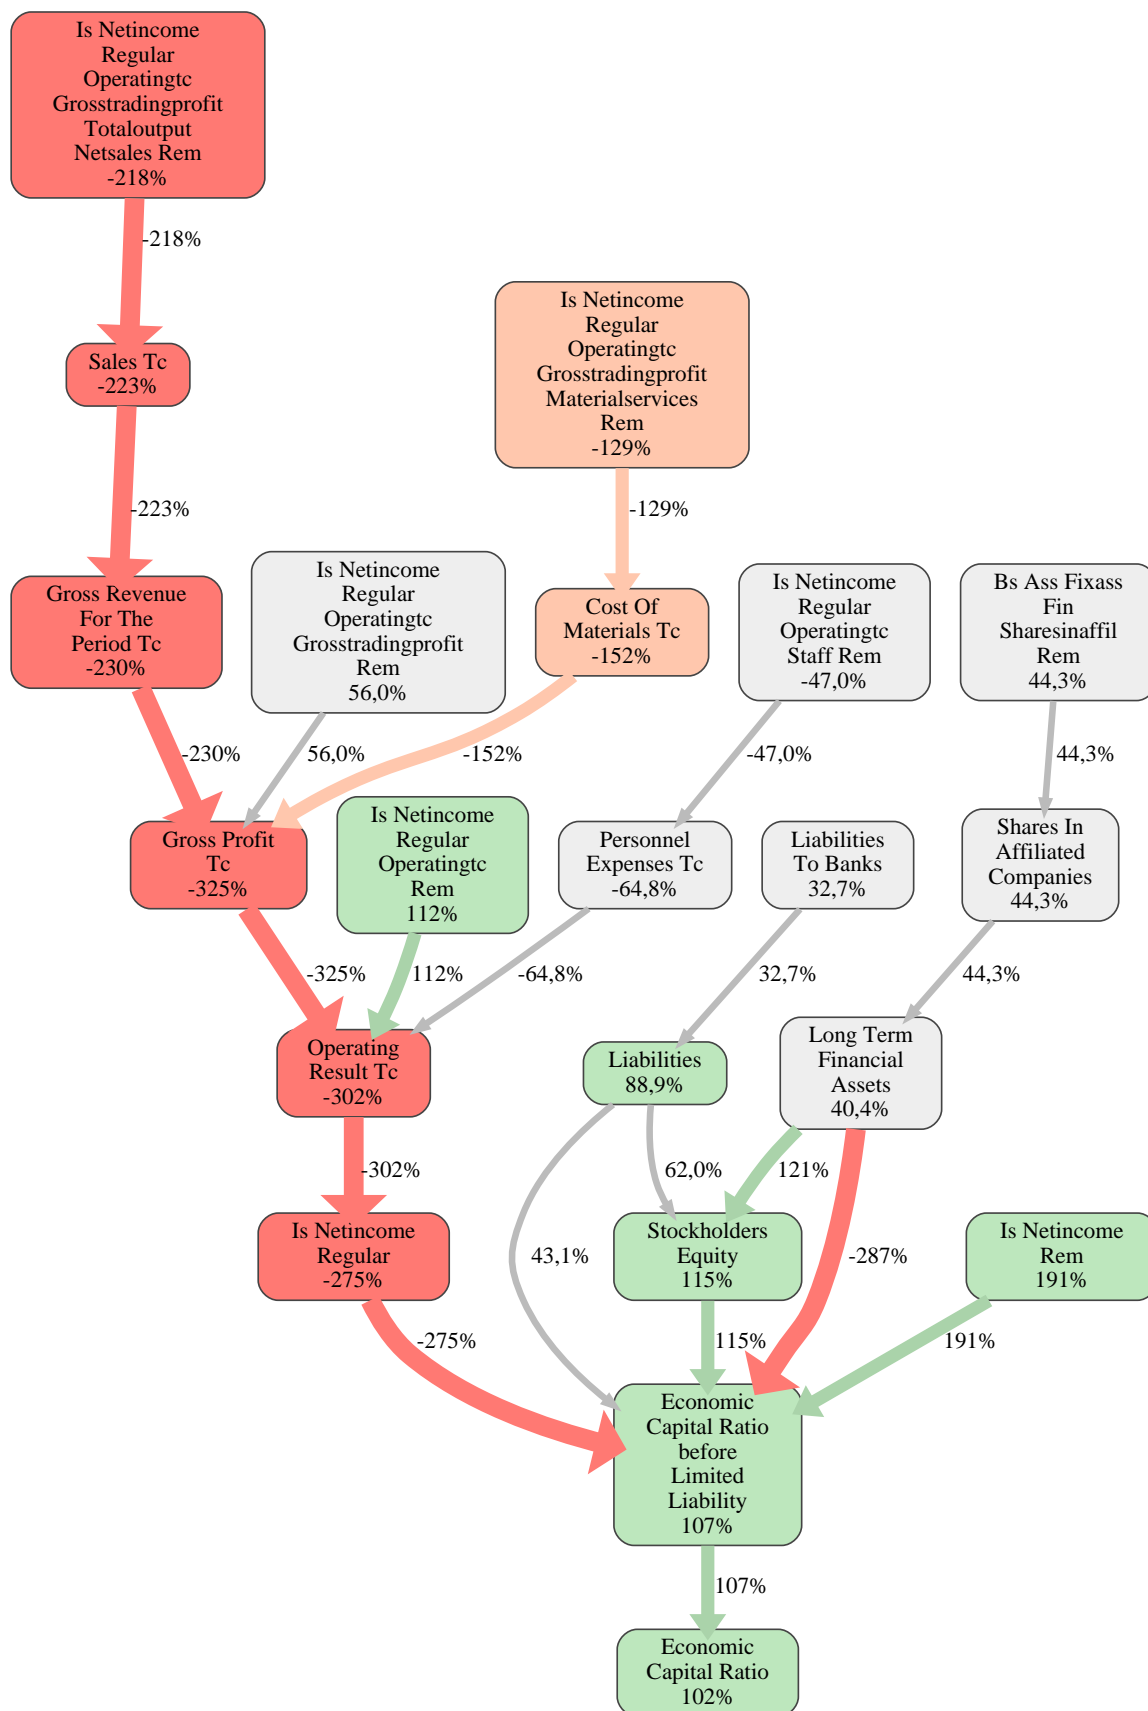 Is Netincome
Regular
Operatingtc
Grosstradingprofit
Totaloutput
Netsales Rem
-218%
-218%
Sales Tc
-223%
Is Netincome
Regular
Operatingtc
Grosstradingprofit
Materialservices
Rem
-129%
-223%
-129%
Gross Revenue
For The
Period Tc
-230%
Is Netincome
Regular
Operatingtc
Grosstradingprofit
Rem
56,0%
Cost Of
Materials Tc
-152%
Is Netincome
Regular
Operatingtc
Staff Rem
-47,0%
Bs Ass Fixass
Fin
Sharesinaffil
Rem
44,3%
-230%
56,0%
-152%
-47,0%
44,3%
Gross Profit
Tc
-325%
Is Netincome
Regular
Operatingtc
Rem
112%
Personnel
Expenses Tc
-64,8%
Liabilities
To Banks
32,7%
Shares In
Affiliated
Companies
44,3%
-325%
112%
-64,8%
32,7%
44,3%
Operating
Result Tc
-302%
Liabilities
88,9%
Long Term
Financial
Assets
40,4%
-302%
62,0%
121%
Is Netincome
Regular
-275%
43,1%
Stockholders
Equity
115%
-287%
Is Netincome
Rem
191%
-275%
115%
191%
Economic
Capital Ratio
before
Limited
Liability
107%
107%
Economic
Capital Ratio
102%